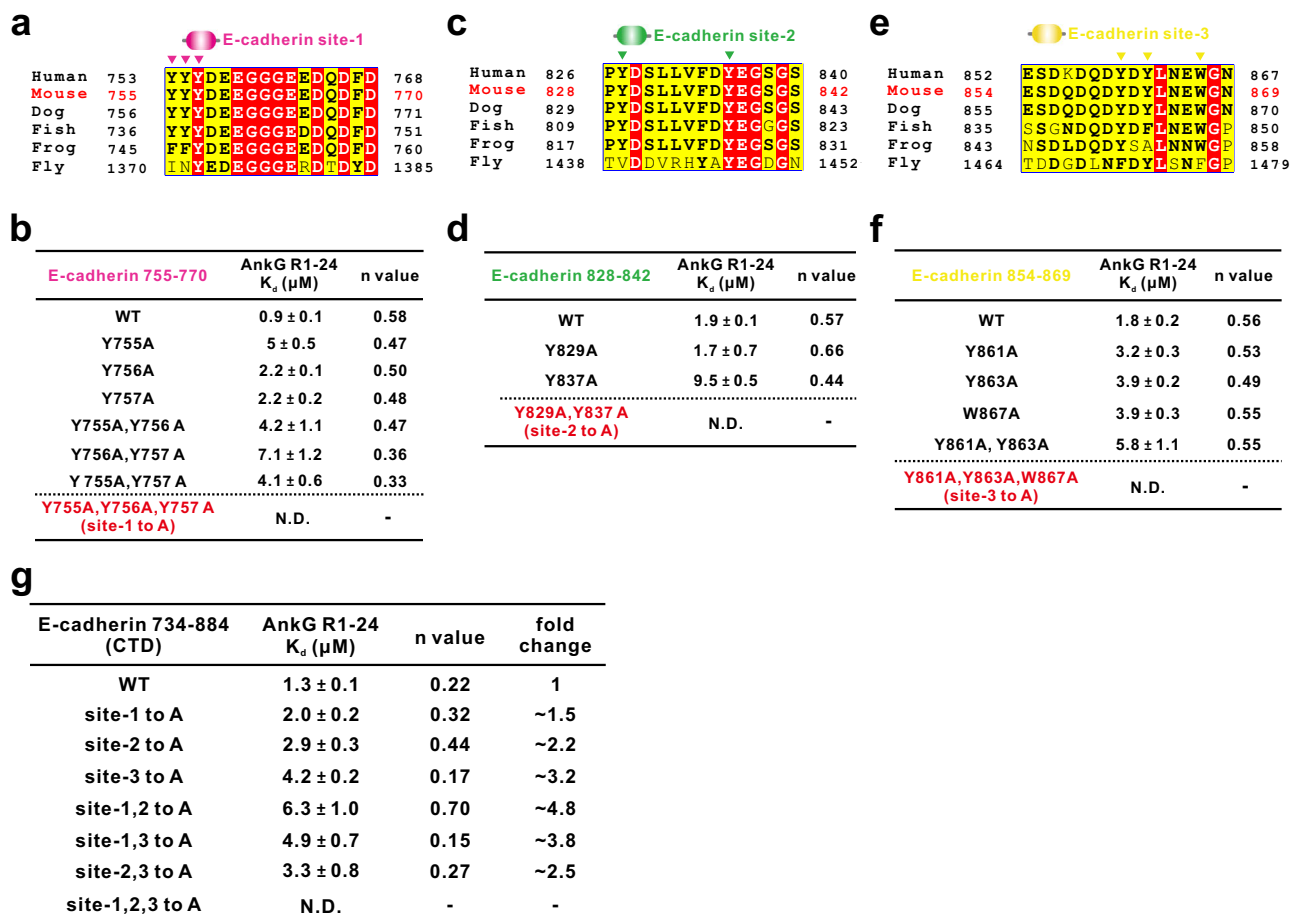 a
E-cadherin site-1
Human 753 YYYDEEGGGEEDQDFD 768
Mouse 755 YYYDEEGGGEEDQDFD 770
Dog 756 YYYDEEGGGEEDQDFD 771
Fish 736 YYYDEEGGGEDDQDYD 751
Frog 745 FFYDEEGGGEEDQDFD 760
Fly 1370 INYEDEGGGERDTDYD 1385
c
E-cadherin site-2
Human 826 PYDSLLVFDYEGSGS 840
Mouse 828 PYDSLLVFDYEGSGS 842
Dog 829 PYDSLLVFDYEGSGS 843
Fish 809 PYDSLLVFDYEGGGS 823
Frog 817 PYDSLLVFDYEGSGS 831
Fly 1438 TVDDVRHYAYEGDGN 1452
e
E-cadherin site-3
Human 852 ESDKDQDYDYLNEWGN 867
Mouse 854 ESDQDQDYDYLNEWGN 869
Dog 855 ESDQDQDYDYLNEWGN 870
Fish 835 SSGNDQDYDFLNEWGP 850
Frog 843 NSDLDQDYSALNNWGP 858
Fly 1464 TDDGDLNFDYLSNFGP 1479
b
E-cadherin 755-770 AnkG R1-24 Kd (μM) n value
WT 0.9 ± 0.1 0.58
Y755A 5 ± 0.5 0.47
Y756A 2.2 ± 0.1 0.50
Y757A 2.2 ± 0.2 0.48
Y755A,Y756 A 4.2 ± 1.1 0.47
Y756A,Y757 A 7.1 ± 1.2 0.36
Y 755A,Y757 A 4.1 ± 0.6 0.33
Y755A,Y756A,Y757 A
(site-1 to A) N.D. -
d
E-cadherin 828-842 AnkG R1-24 Kd (μM) n value
WT 1.9 ± 0.1 0.57
Y829A 1.7 ± 0.7 0.66
Y837A 9.5 ± 0.5 0.44
Y829A,Y837 A
(site-2 to A) N.D. -
f
E-cadherin 854-869 AnkG R1-24 Kd (μM) n value
WT 1.8 ± 0.2 0.56
Y861A 3.2 ± 0.3 0.53
Y863A 3.9 ± 0.2 0.49
W867A 3.9 ± 0.3 0.55
Y861A, Y863A 5.8 ± 1.1 0.55
Y861A,Y863A,W867A
(site-3 to A) N.D. -
g
E-cadherin 734-884 (CTD) AnkG R1-24 Kd (μM) n value fold change
WT 1.3 ± 0.1 0.22 1
site-1 to A 2.0 ± 0.2 0.32 ~1.5
site-2 to A 2.9 ± 0.3 0.44 ~2.2
site-3 to A 4.2 ± 0.2 0.17 ~3.2
site-1,2 to A 6.3 ± 1.0 0.70 ~4.8
site-1,3 to A 4.9 ± 0.7 0.15 ~3.8
site-2,3 to A 3.3 ± 0.8 0.27 ~2.5
site-1,2,3 to A N.D. - -